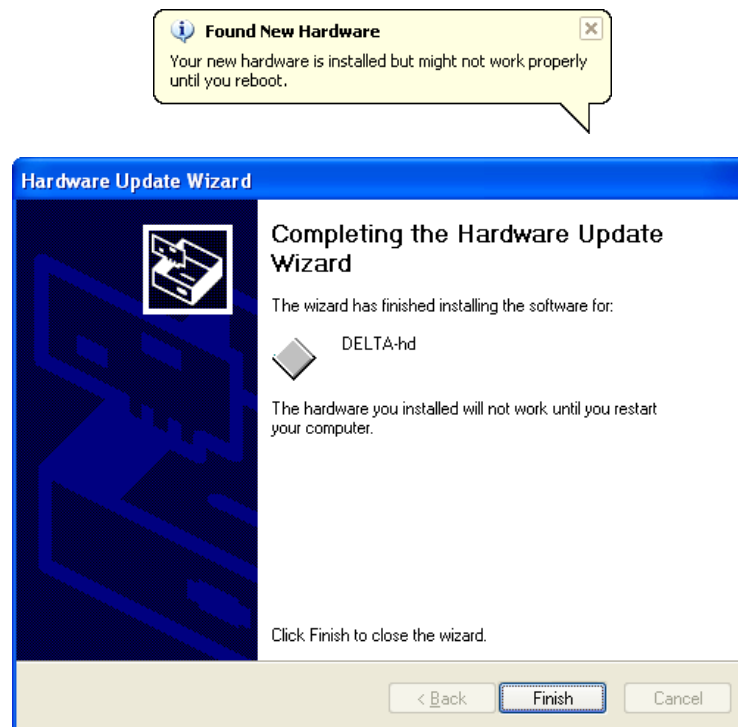 Found New Hardware
Your new hardware is installed but might not work properly
until you reboot.
Hardware Update Wizard
Completing the Hardware Update
Wizard
The wizard has finished installing the software for:
DELTA-hd
The hardware you installed will not work until you restart
your computer.
Click Finish to close the wizard.
< Back
Finish
Cancel